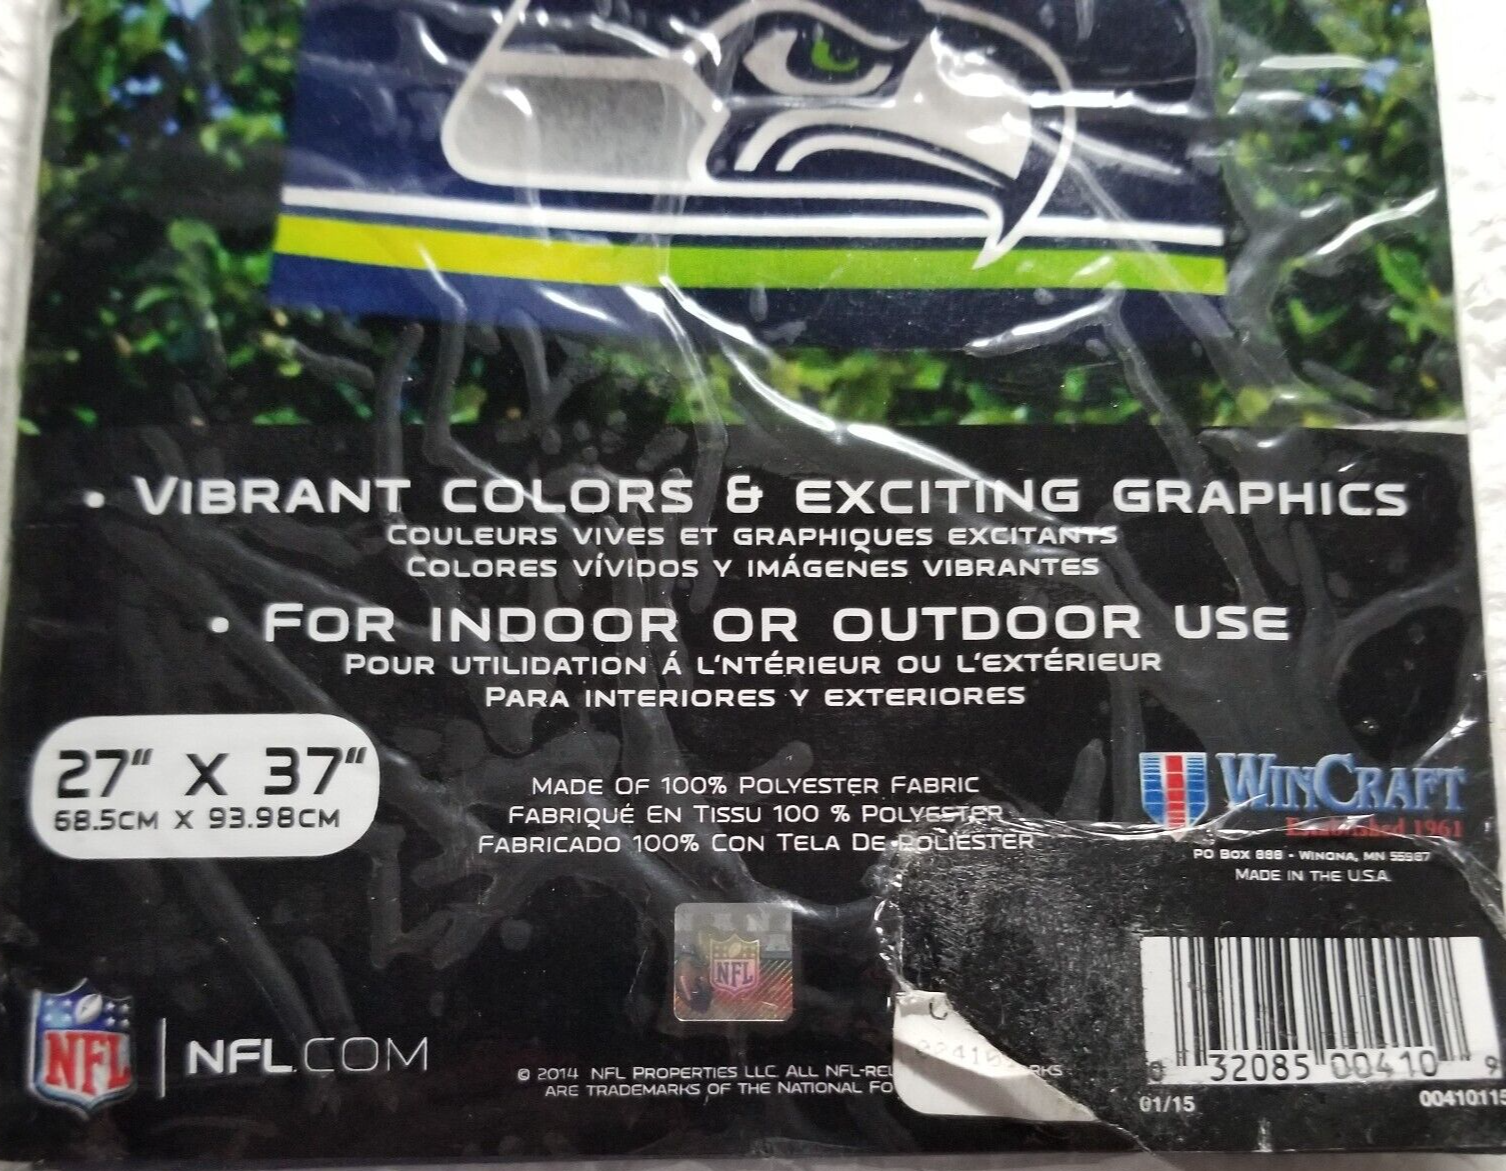 • VIBRANT COLORS & EXCITING GRAPHICS
COULEURS VIVES ET GRAPHIQUES EXCITANTS
COLORES VÍVIDOS Y IMÁGENES VIBRANTES
• FOR INDOOR OR OUTDOOR USE
POUR UTILIDATION Á L'NTÉRIEUR OU L'EXTÉRIEUR
PARA INTERIORES Y EXTERIORES
27" X 37"
68.5CM X 93.98CM
MADE OF 100% POLYESTER FABRIC
FABRIQUÉ EN TISSU 100 % POLYESTER
FABRICADO 100% CON TELA DE POLIÉSTER
WINCRAFT
Established 1961
PO BOX 888 • WINONA, MN 55987
MADE IN THE U.S.A.
NFL
NFL
NFL.COM
© 2014 NFL PROPERTIES LLC. ALL NFL-REL
ARE TRADEMARKS OF THE NATIONAL FO
0 32085 00410 9
01/15
00410115